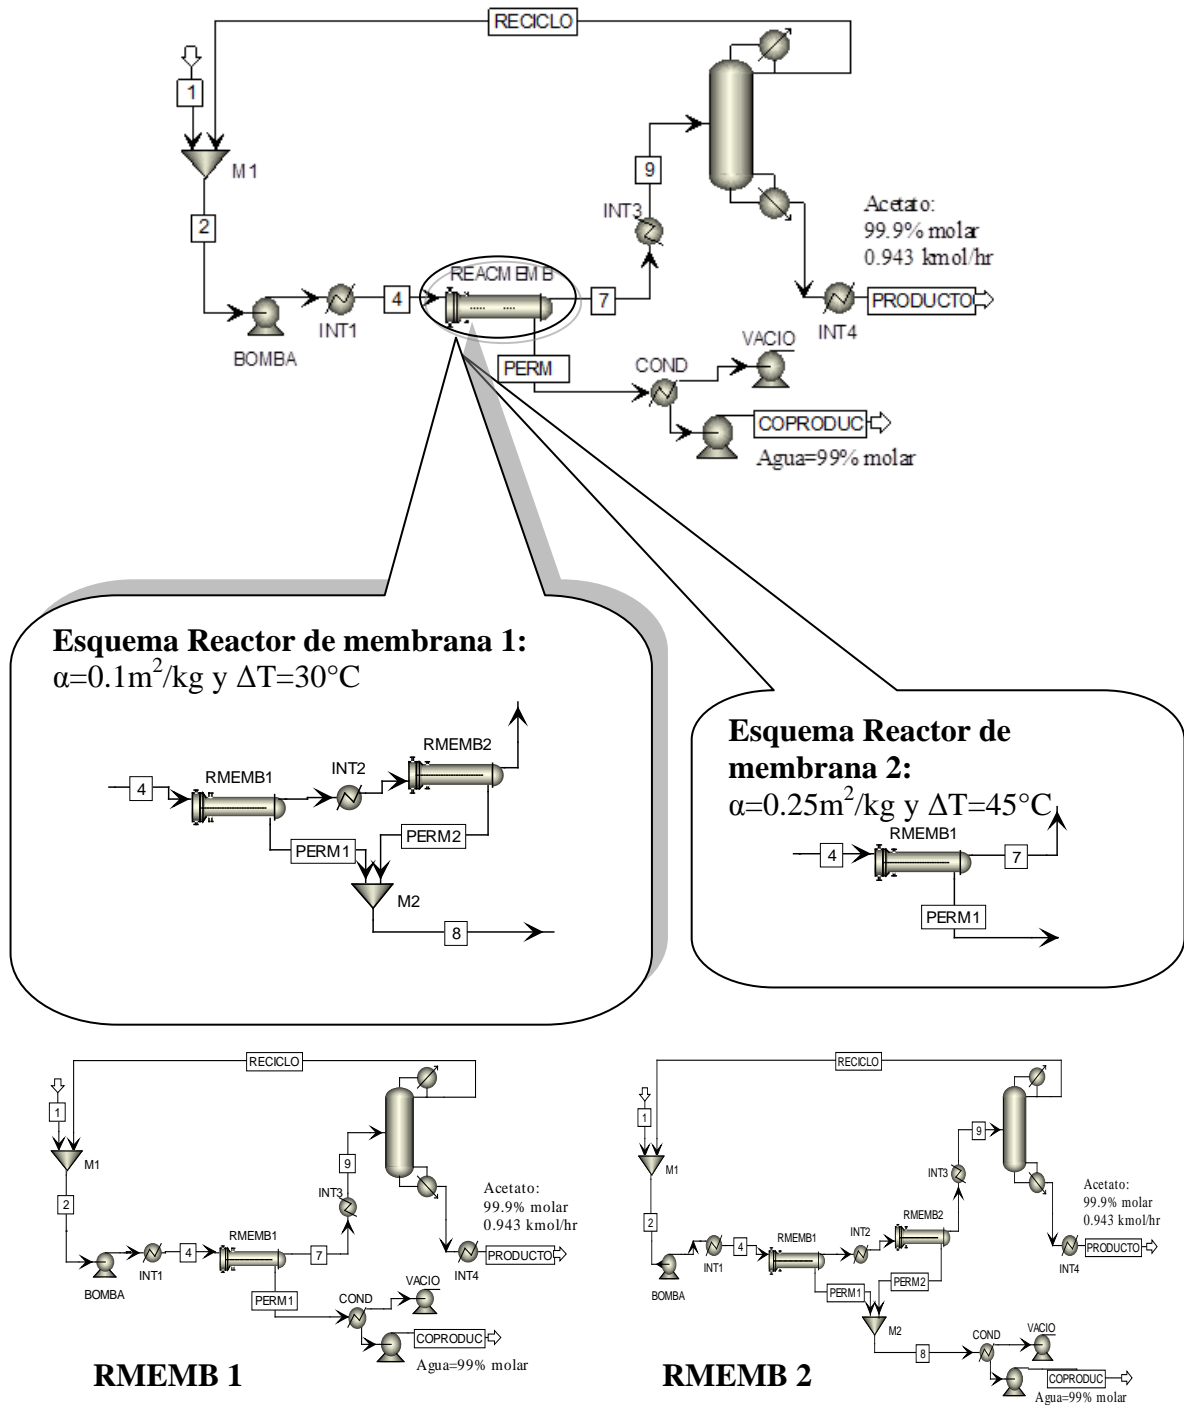 RECICLO
1
M1
2
BOMBA
INT1
4
REACMEMB
7
INT3
9
PERM
COND
VACIO
COPRODUC
Agua=99% molar
Acetato:
99.9% molar
0.943 kmol/hr
PRODUCTO
INT4
Esquema Reactor de membrana 1:
α=0.1m²/kg y ΔT=30°C
4
RMEMB1
INT2
RMEMB2
PERM1
PERM2
M2
8
Esquema Reactor de
membrana 2:
α=0.25m²/kg y ΔT=45°C
RMEMB1
4
7
PERM1
RECICLO
1
M1
2
BOMBA
INT1
4
RMEMB1
7
INT3
9
PERM1
COND
VACIO
COPRODUC
Agua=99% molar
Acetato:
99.9% molar
0.943 kmol/hr
INT4
PRODUCTO
RMEMB 1
RECICLO
1
M1
2
BOMBA
INT1
4
RMEMB1
INT2
RMEMB2
INT3
9
PERM1
PERM2
M2
8
COND
VACIO
COPRODUC
Agua=99% molar
Acetato:
99.9% molar
0.943 kmol/hr
PRODUCTO
INT4
RMEMB 2